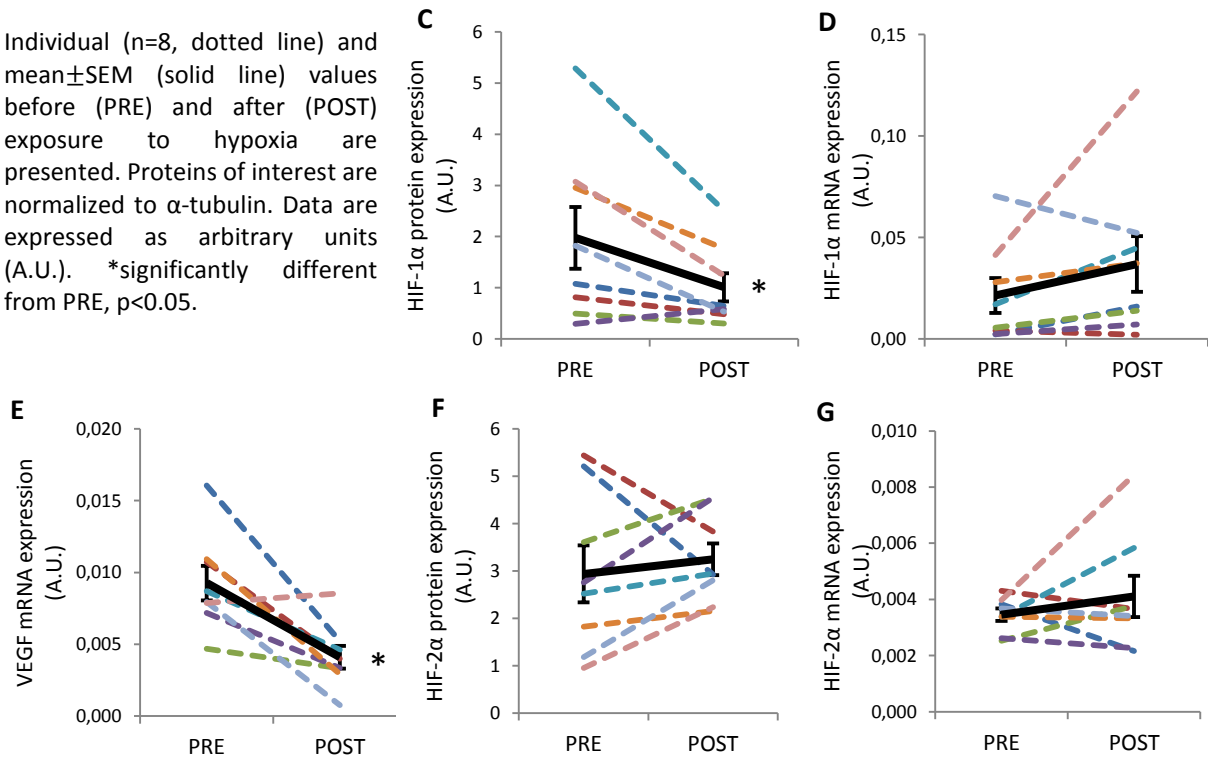 Individual (n=8, dotted line) and
mean±SEM (solid line) values
before (PRE) and after (POST)
exposure to hypoxia are
presented. Proteins of interest are
normalized to α-tubulin. Data are
expressed as arbitrary units
(A.U.). *significantly different
from PRE, p<0.05.
C
HIF-1α protein expression
(A.U.)
6
5
4
3
2
1
0
*
PRE
POST
D
HIF-1α mRNA expression
(A.U.)
0,15
0,10
0,05
0,00
PRE
POST
E
VEGF mRNA expression
(A.U.)
0,020
0,015
0,010
0,005
0,000
*
PRE
POST
F
HIF-2α protein expression
(A.U.)
6
5
4
3
2
1
0
PRE
POST
G
HIF-2α mRNA expression
(A.U.)
0,010
0,008
0,006
0,004
0,002
0,000
PRE
POST